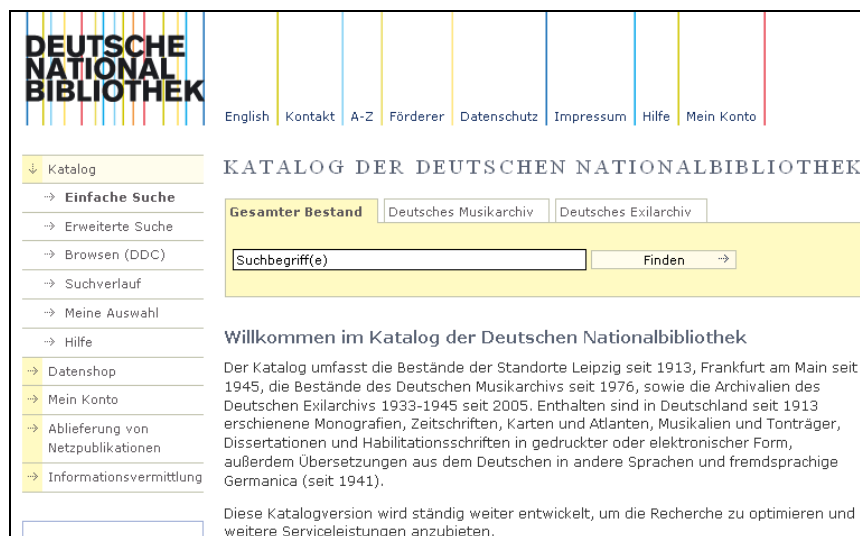 DEUTSCHE
NATIONAL
BIBLIOTHEK
English Kontakt A-Z Förderer Datenschutz Impressum Hilfe Mein Konto
Katalog
Einfache Suche
Erweiterte Suche
Browsen (DDC)
Suchverlauf
Meine Auswahl
Hilfe
Datenshop
Mein Konto
Ablieferung von
Netzpublikationen
Informationsvermittlung
KATALOG DER DEUTSCHEN NATIONALBIBLIOTHEK
Gesamter Bestand Deutsches Musikarchiv Deutsches Exilarchiv
Suchbegriff(e) Finden
Willkommen im Katalog der Deutschen Nationalbibliothek
Der Katalog umfasst die Bestände der Standorte Leipzig seit 1913, Frankfurt am Main seit
1945, die Bestände des Deutschen Musikarchivs seit 1976, sowie die Archivalien des
Deutschen Exilarchivs 1933-1945 seit 2005. Enthalten sind in Deutschland seit 1913
erschienene Monografien, Zeitschriften, Karten und Atlanten, Musikalien und Tonträger,
Dissertationen und Habilitationsschriften in gedruckter oder elektronischer Form,
außerdem Übersetzungen aus dem Deutschen in andere Sprachen und fremdsprachige
Germanica (seit 1941).
Diese Katalogversion wird ständig weiter entwickelt, um die Recherche zu optimieren und
weitere Serviceleistungen anzubieten.